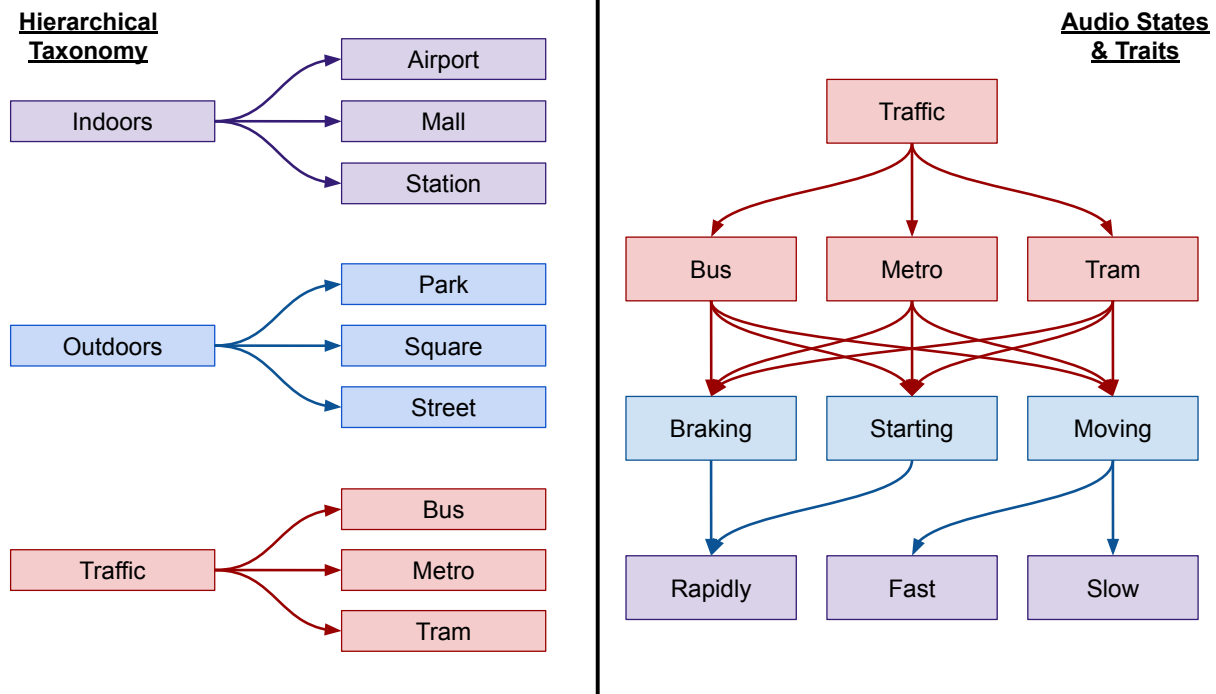 Hierarchical
Taxonomy
Indoors
Airport
Mall
Station
Outdoors
Park
Square
Street
Traffic
Bus
Metro
Tram
Audio States
& Traits
Traffic
Bus
Metro
Tram
Braking
Starting
Moving
Rapidly
Fast
Slow